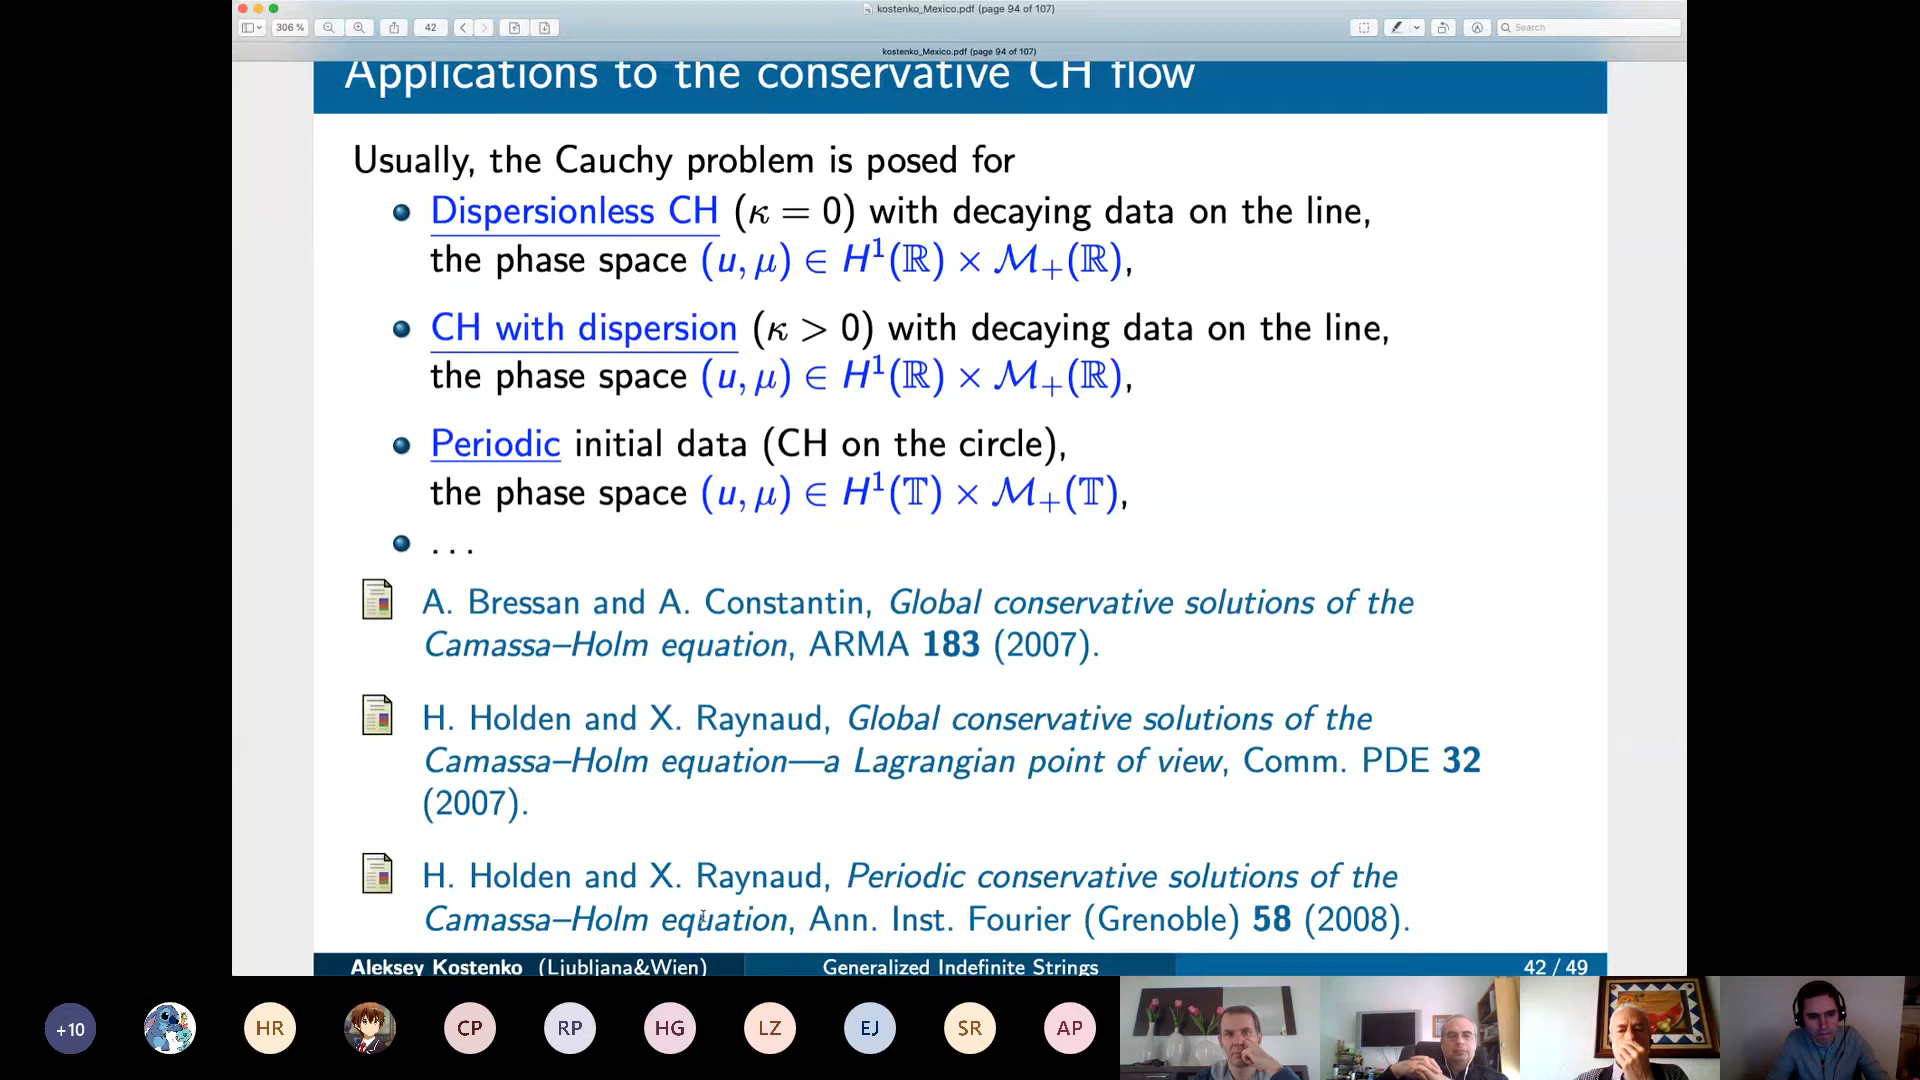 kostenko_Mexico.pdf (page 94 of 107)
306 %
42
Search
kostenko_Mexico.pdf (page 94 of 107)
Applications to the conservative CH flow
Usually, the Cauchy problem is posed for
Dispersionless CH (κ = 0) with decaying data on the line,
the phase space (u, μ) ∈ H¹(ℝ) × ℳ₊(ℝ),
CH with dispersion (κ > 0) with decaying data on the line,
the phase space (u, μ) ∈ H¹(ℝ) × ℳ₊(ℝ),
Periodic initial data (CH on the circle),
the phase space (u, μ) ∈ H¹(𝕋) × ℳ₊(𝕋),
...
A. Bressan and A. Constantin, Global conservative solutions of the
Camassa–Holm equation, ARMA 183 (2007).
H. Holden and X. Raynaud, Global conservative solutions of the
Camassa–Holm equation—a Lagrangian point of view, Comm. PDE 32
(2007).
H. Holden and X. Raynaud, Periodic conservative solutions of the
Camassa–Holm equation, Ann. Inst. Fourier (Grenoble) 58 (2008).
Aleksey Kostenko (Ljubljana&Wien) Generalized Indefinite Strings 42 / 49
+10 HR CP RP HG LZ EJ SR AP